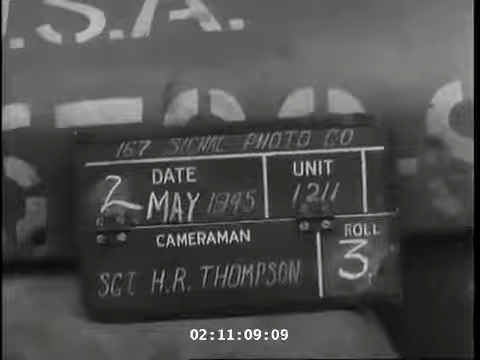 .S.A.
167 SIGNAL PHOTO CO
DATE
UNIT
2 MAY 1945
1211
CAMERAMAN
ROLL
SGT H.R. THOMPSON
3
02:11:09:09